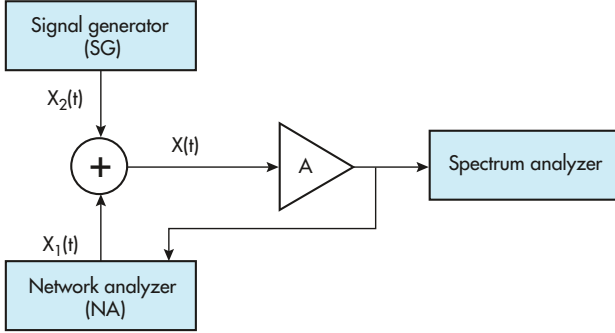 Signal generator
(SG)
X₂(t)
X(t)
+
A
Spectrum analyzer
X₁(t)
Network analyzer
(NA)